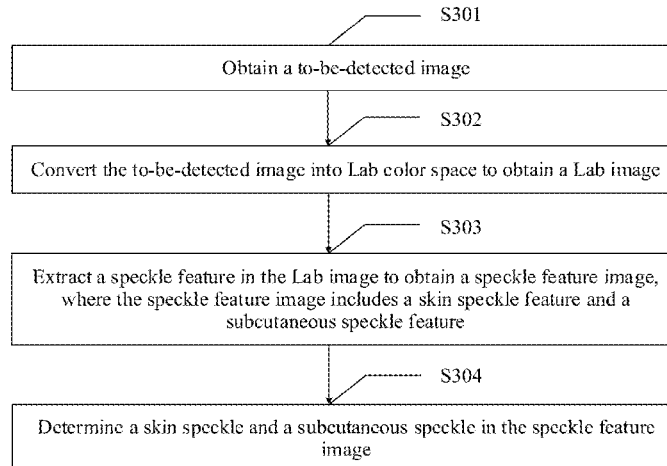 S301
Obtain a to-be-detected image
S302
Convert the to-be-detected image into Lab color space to obtain a Lab image
S303
Extract a speckle feature in the Lab image to obtain a speckle feature image,
where the speckle feature image includes a skin speckle feature and a
subcutaneous speckle feature
S304
Determine a skin speckle and a subcutaneous speckle in the speckle feature
image